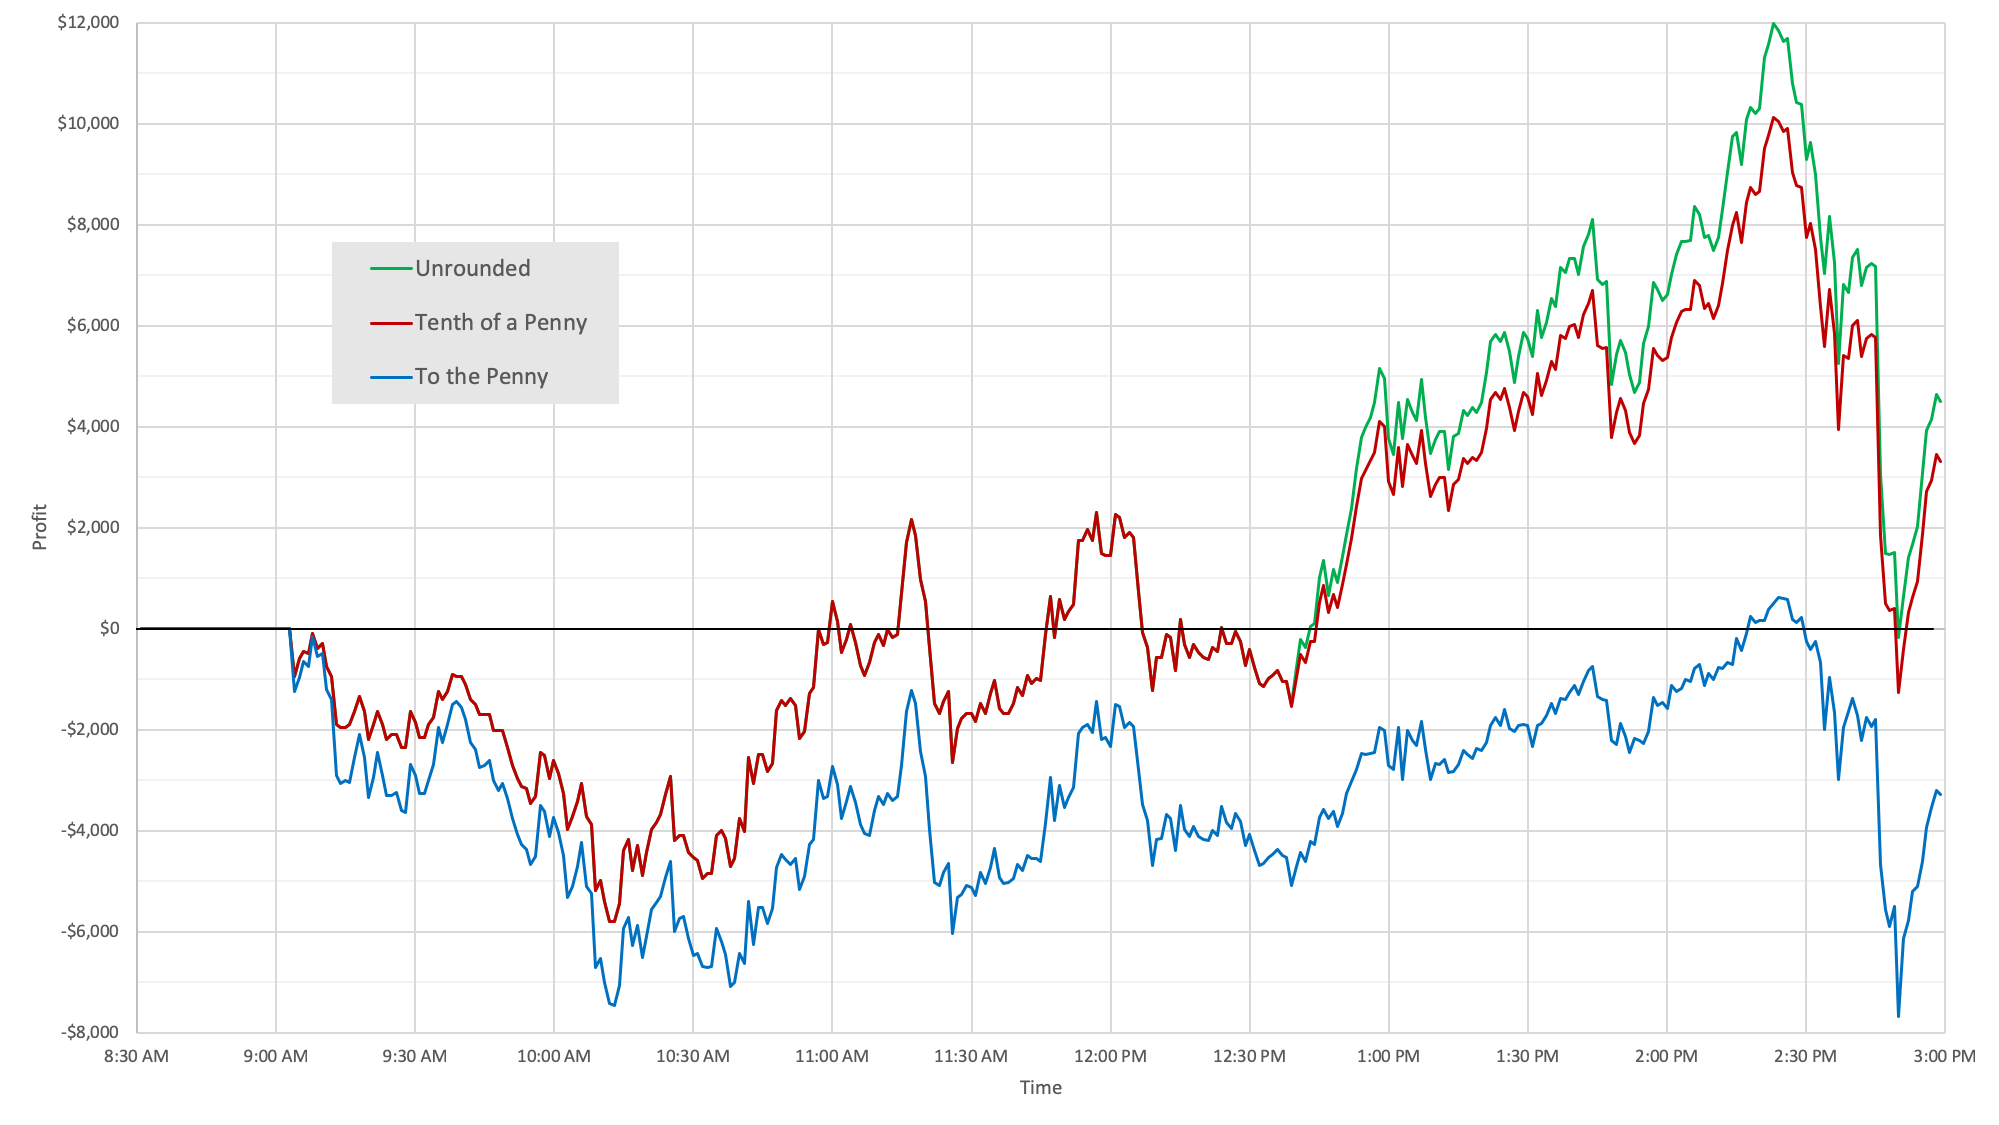 $12,000
$10,000
$8,000
$6,000
$4,000
$2,000
$0
-$2,000
-$4,000
-$6,000
-$8,000
Profit
Unrounded
Tenth of a Penny
To the Penny
8:30 AM 9:00 AM 9:30 AM 10:00 AM 10:30 AM 11:00 AM 11:30 AM 12:00 PM 12:30 PM 1:00 PM 1:30 PM 2:00 PM 2:30 PM 3:00 PM
Time